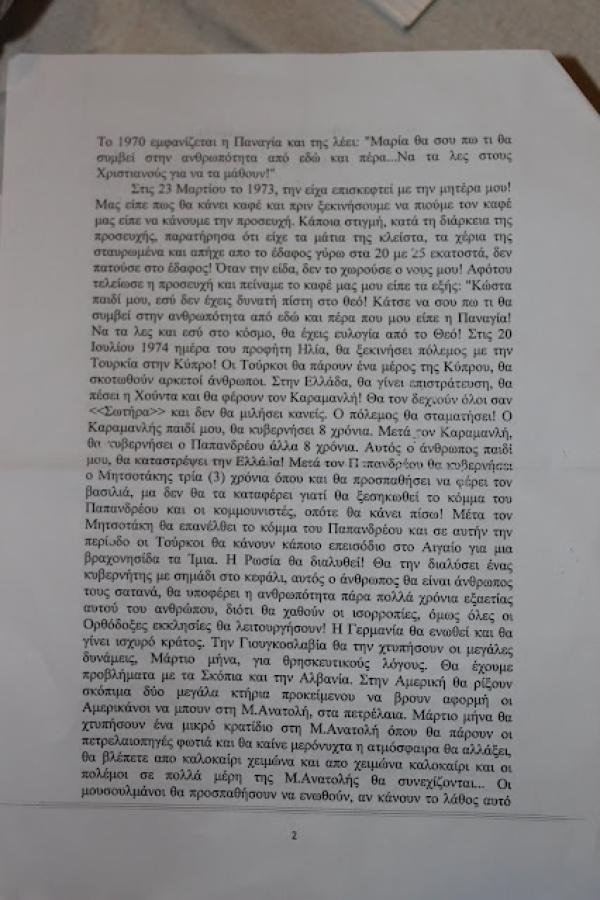 Το 1970 εμφανίζεται η Παναγία και της λέει: "Μαρία θα σου πω τι θα
συμβεί στην ανθρωπότητα από εδώ και πέρα...Να τα λες στους
Χριστιανούς για να τα μάθουν!"
Στις 23 Μαρτίου το 1973, την είχα επισκεφτεί με την μητέρα μου!
Μας είπε πως θα κάνει καφέ και πριν ξεκινήσουμε να πιούμε τον καφέ
μας είπε να κάνουμε την προσευχή. Κάποια στιγμή, κατά τη διάρκεια της
προσευχής, παρατήρησα ότι είχε τα μάτια της κλειστα, τα χέρια της
σταυρωμένα και απήχε απο το έδαφος γύρω στα 20 με 25 εκατοστά, δεν
πατούσε στο έδαφος! Όταν την είδα, δεν το χωρούσε ο νους μου! Αφότου
τελείωσε η προσευχή και πείναμε το καφέ μας μου είπε τα εξής: "Κώστα
παιδί μου, εσύ δεν έχεις δυνατή πίστη στο θεό! Κάτσε να σου πω τι θα
συμβεί στην ανθρωπότητα από εδώ και πέρα που μου είπε η Παναγία!
Να τα λες και εσύ στο κόσμο, θα έχεις ευλογία από το Θεό! Στις 20
Ιουλίου 1974 ημέρα του προφήτη Ηλία, θα ξεκινήσει πόλεμος με την
Τουρκία στην Κύπρο! Οι Τούρκοι θα πάρουν ένα μέρος της Κύπρου, θα
σκοτωθούν αρκετοί άνθρωποι. Στην Ελλάδα, θα γίνει επιστράτευση, θα
πέσει η Χούντα και θα φέρουν τον Καραμανλή! Θα τον δεχτούν όλοι σαν
<<Σωτήρα>> και δεν θα μιλήσει κανείς. Ο πόλεμος θα σταματήσει! Ο
Καραμανλής παιδί μου, θα κυβερνήσει 8 χρόνια. Μετά τον Καραμανλή,
θα κυβερνήσει ο Παπανδρέου άλλα 8 χρόνια. Αυτός ο άνθρωπος παιδί
μου, θα καταστρέψει την Ελλάδα! Μετά τον Παπανδρέου θα κυβερνήσει
ο Μητσοτάκης τρία (3) χρόνια όπου και θα προσπαθήσει να φέρει τον
βασιλιά, μα δεν θα τα καταφέρει γιατί θα ξεσηκωθεί το κόμμα του
Παπανδρέου και οι κομμουνιστές, οπότε θα κάνει πίσω! Μέτα τον
Μητσοτάκη θα επανέλθει το κόμμα του Παπανδρέου και σε αυτήν την
περίωδο οι Τούρκοι θα κάνουν κάποιο επεισόδιο στο Αιγαίο για μια
βραχονησίδα τα Ίμια. Η Ρωσία θα διαλυθεί! Θα την διαλύσει ένας
κυβερνήτης με σημάδι στο κεφάλι, αυτός ο άνθρωπος θα είναι άνθρωπος
τους σατανά, θα υποφέρει η ανθρωπότητα πάρα πολλά χρόνια εξαετίας
αυτού του ανθρώπου, διότι θα χαθούν οι ισορροπίες, όμως όλες οι
Ορθόδοξες εκκλησίες θα λειτουργήσουν! Η Γερμανία θα ενωθεί και θα
γίνει ισχυρό κράτος. Την Γιουγκοσλαβία θα την χτυπήσουν οι μεγάλες
δυνάμεις, Μάρτιο μήνα, για θρησκευτικούς λόγους. Θα έχουμε
προβλήματα με τα Σκόπια και την Αλβανία. Στην Αμερική θα ρίξουν
σκόπιμα δύο μεγάλα κτήρια προκείμενου να βρουν αφορμή οι
Αμερικάνοι να μπουν στη Μ.Ανατολή, στα πετρέλαια. Μάρτιο μήνα θα
χτυπήσουν ένα μικρό κρατίδιο στη Μ.Ανατολή όπου θα πάρουν οι
πετρελαιοπηγές φωτιά και θα καίνε μερόνυχτα η ατμόσφαιρα θα αλλάξει,
θα βλέπετε απο καλοκαίρι χειμώνα και απο χειμώνα καλοκαίρι και οι
πολέμοι σε πολλά μέρη της Μ.Ανατολής θα συνεχίζονται... Οι
μουσουλμάνοι θα προσπαθήσουν να ενωθούν, αν κάνουν το λάθος αυτό
2